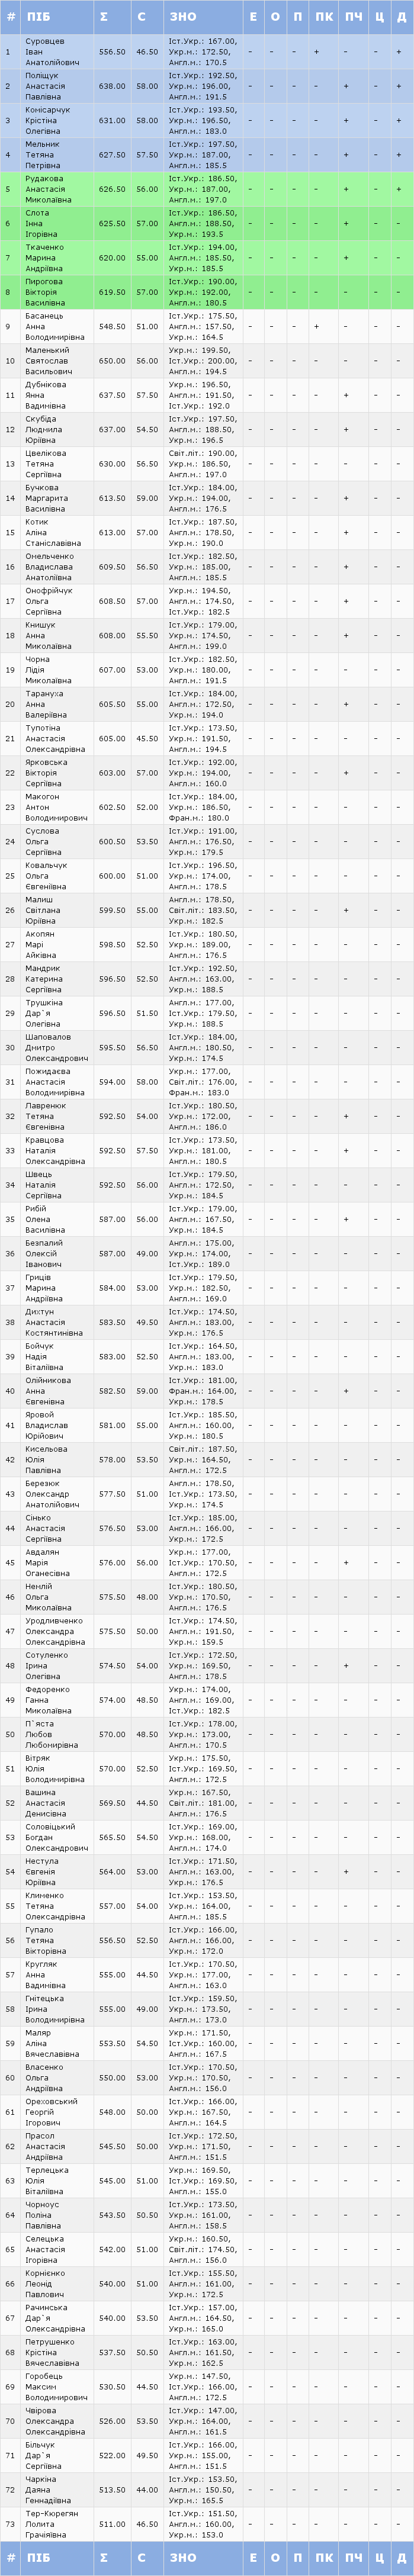 # ПІБ Σ С ЗНО Е О П ПК ПЧ Ц Д
Суровцев Іст.Укр.: 167.00,
1 Іван 556.50 46.50 Укр.м.: 172.50, - - - + - - +
Анатолійович Англ.м.: 170.5
Поліщук Іст.Укр.: 192.50,
2 Анастасія 638.00 58.00 Укр.м.: 196.00, - - - - + - +
Павлівна Англ.м.: 191.5
Комісарчук Іст.Укр.: 193.50,
3 Крістіна 631.00 58.00 Укр.м.: 196.50, - - - - + - +
Олегівна Англ.м.: 183.0
Мельник Іст.Укр.: 197.50,
4 Тетяна 627.50 57.50 Укр.м.: 187.00, - - - - + - +
Петрівна Англ.м.: 185.5
Рудакова Іст.Укр.: 186.50,
5 Анастасія 626.50 56.00 Укр.м.: 187.00, - - - - + - +
Миколаївна Англ.м.: 197.0
Слота Іст.Укр.: 186.50,
6 Інна 625.50 57.00 Англ.м.: 188.50, - - - - + - -
Ігорівна Укр.м.: 193.5
Ткаченко Іст.Укр.: 194.00,
7 Марина 620.00 55.00 Англ.м.: 185.50, - - - - + - -
Андріївна Укр.м.: 185.5
Пирогова Іст.Укр.: 190.00,
8 Вікторія 619.50 57.00 Укр.м.: 192.00, - - - - + - -
Василівна Англ.м.: 180.5
Басанець Іст.Укр.: 175.50,
9 Анна 548.50 51.00 Англ.м.: 157.50, - - - + - - -
Володимирівна Укр.м.: 164.5
Маленький Укр.м.: 199.50,
10 Святослав 650.00 56.00 Іст.Укр.: 200.00, - - - - - - -
Васильович Англ.м.: 194.5
Дубнікова Укр.м.: 196.50,
11 Янна 637.50 57.50 Англ.м.: 191.50, - - - - + - -
Вадимівна Іст.Укр.: 192.0
Скубіда Іст.Укр.: 197.50,
12 Людмила 637.00 54.50 Англ.м.: 188.50, - - - - + - -
Юріївна Укр.м.: 196.5
Цвелікова Світ.літ.: 190.00,
13 Тетяна 630.00 56.50 Укр.м.: 186.50, - - - - - - -
Сергіївна Англ.м.: 197.0
Бучкова Іст.Укр.: 184.00,
14 Маргарита 613.50 59.00 Укр.м.: 194.00, - - - - + - -
Василівна Англ.м.: 176.5
Котик Іст.Укр.: 187.50,
15 Аліна 613.00 57.00 Англ.м.: 178.50, - - - - + - -
Станіславівна Укр.м.: 190.0
Омельченко Іст.Укр.: 182.50,
16 Владислава 609.50 56.50 Укр.м.: 185.00, - - - - + - -
Анатоліївна Англ.м.: 185.5
Онофрійчук Укр.м.: 194.50,
17 Ольга 608.50 57.00 Англ.м.: 174.50, - - - - + - -
Сергіївна Іст.Укр.: 182.5
Книшук Іст.Укр.: 179.00,
18 Анна 608.00 55.50 Англ.м.: 174.50, - - - - + - -
Миколаївна Укр.м.: 199.0
Чорна Іст.Укр.: 182.50,
19 Лідія 607.00 53.00 Укр.м.: 180.00, - - - - - - -
Миколаївна Англ.м.: 191.5
Тарануха Іст.Укр.: 184.00,
20 Анна 605.50 55.00 Англ.м.: 172.50, - - - - + - -
Валеріївна Укр.м.: 194.0
Тупотіна Іст.Укр.: 173.50,
21 Анастасія 605.00 45.50 Укр.м.: 191.50, - - - - - - -
Олександрівна Англ.м.: 194.5
Ярковська Іст.Укр.: 192.00,
22 Вікторія 603.00 57.00 Укр.м.: 194.00, - - - - + - -
Сергіївна Англ.м.: 160.0
Макогон Іст.Укр.: 184.00,
23 Антон 602.50 52.00 Укр.м.: 186.50, - - - - - - -
Володимирович Фран.м.: 180.0
Суслова Іст.Укр.: 191.00,
24 Ольга 600.50 53.50 Англ.м.: 176.50, - - - - - - -
Сергіївна Укр.м.: 179.5
Ковальчук Іст.Укр.: 196.50,
25 Ольга 600.00 51.00 Укр.м.: 174.00, - - - - - - -
Євгеніївна Англ.м.: 178.5
Малиш Англ.м.: 178.50,
26 Світлана 599.50 55.00 Світ.літ.: 183.50, - - - - + - -
Юріївна Укр.м.: 182.5
Акопян Іст.Укр.: 180.50,
27 Марі 598.50 52.50 Укр.м.: 189.00, - - - - - - -
Айківна Англ.м.: 176.5
Мандрик Іст.Укр.: 192.50,
28 Катерина 596.50 52.50 Англ.м.: 163.00, - - - - - - -
Сергіївна Укр.м.: 188.5
Трушкіна Англ.м.: 177.00,
29 Дар`я 596.50 51.50 Іст.Укр.: 179.50, - - - - - - -
Олегівна Укр.м.: 188.5
Шаповалов Іст.Укр.: 184.00,
30 Дмитро 595.50 56.50 Англ.м.: 180.50, - - - - - - -
Олександрович Укр.м.: 174.5
Пожидаєва Укр.м.: 177.00,
31 Анастасія 594.00 58.00 Світ.літ.: 176.00, - - - - - - -
Володимирівна Фран.м.: 183.0
Лавренюк Іст.Укр.: 180.50,
32 Тетяна 592.50 54.00 Укр.м.: 172.00, - - - - + - -
Євгенівна Англ.м.: 186.0
Кравцова Іст.Укр.: 173.50,
33 Наталія 592.50 57.50 Укр.м.: 181.00, - - - - + - -
Олександрівна Англ.м.: 180.5
Швець Іст.Укр.: 179.50,
34 Наталія 592.50 56.00 Англ.м.: 172.50, - - - - - - -
Сергіївна Укр.м.: 184.5
Рибій Іст.Укр.: 179.00,
35 Олена 587.00 56.00 Англ.м.: 167.50, - - - - + - -
Василівна Укр.м.: 184.5
Безпалий Англ.м.: 175.00,
36 Олексій 587.00 49.00 Укр.м.: 174.00, - - - - - - -
Іванович Іст.Укр.: 189.0
Гриців Іст.Укр.: 179.50,
37 Марина 584.00 53.00 Укр.м.: 182.50, - - - - - - -
Андріївна Англ.м.: 169.0
Дихтун Іст.Укр.: 174.50,
38 Анастасія 583.50 49.50 Англ.м.: 183.00, - - - - - - -
Костянтинівна Укр.м.: 176.5
Бойчук Іст.Укр.: 164.50,
39 Надія 583.00 52.50 Англ.м.: 183.00, - - - - - - -
Віталіївна Укр.м.: 183.0
Олійникова Іст.Укр.: 181.00,
40 Анна 582.50 59.00 Фран.м.: 164.00, - - - - + - -
Євгенівна Укр.м.: 178.5
Яровой Іст.Укр.: 185.50,
41 Владислав 581.00 55.00 Англ.м.: 160.00, - - - - - - -
Юрійович Укр.м.: 180.5
Кисельова Світ.літ.: 187.50,
42 Юлія 578.00 53.50 Укр.м.: 164.50, - - - - - - -
Павлівна Англ.м.: 172.5
Березюк Англ.м.: 178.50,
43 Олександр 577.50 51.00 Іст.Укр.: 173.50, - - - - - - -
Анатолійович Укр.м.: 174.5
Сінько Іст.Укр.: 185.00,
44 Анастасія 576.50 53.00 Англ.м.: 166.00, - - - - - - -
Сергіївна Укр.м.: 172.5
Авдалян Укр.м.: 177.00,
45 Марія 576.00 56.00 Іст.Укр.: 170.50, - - - - + - -
Оганесівна Англ.м.: 172.5
Немлій Іст.Укр.: 180.50,
46 Ольга 575.50 48.00 Укр.м.: 170.50, - - - - - - -
Миколаївна Англ.м.: 176.5
Уродливченко Іст.Укр.: 174.50,
47 Олександра 575.50 50.00 Англ.м.: 191.50, - - - - - - -
Олександрівна Укр.м.: 159.5
Сотуленко Іст.Укр.: 172.50,
48 Ірина 574.50 54.00 Укр.м.: 169.50, - - - - + - -
Олегівна Англ.м.: 178.5
Федоренко Укр.м.: 174.00,
49 Ганна 574.00 48.50 Англ.м.: 169.00, - - - - - - -
Миколаївна Іст.Укр.: 182.5
П`яста Іст.Укр.: 178.00,
50 Любов 570.00 48.50 Укр.м.: 173.00, - - - - - - -
Любомирівна Англ.м.: 170.5
Вітряк Укр.м.: 175.50,
51 Юлія 570.00 52.50 Іст.Укр.: 169.50, - - - - - - -
Володимирівна Англ.м.: 172.5
Вашина Укр.м.: 167.50,
52 Анастасія 569.50 44.50 Світ.літ.: 181.00, - - - - - - -
Денисівна Англ.м.: 176.5
Соловіцький Іст.Укр.: 169.00,
53 Богдан 565.50 54.50 Укр.м.: 168.00, - - - - - - -
Олександрович Англ.м.: 174.0
Нестула Іст.Укр.: 171.50,
54 Євгенія 564.00 53.00 Англ.м.: 163.00, - - - - + - -
Юріївна Укр.м.: 176.5
Клименко Іст.Укр.: 153.50,
55 Тетяна 557.00 54.00 Укр.м.: 164.00, - - - - - - -
Олександрівна Англ.м.: 185.5
Гупало Іст.Укр.: 166.00,
56 Тетяна 556.50 52.50 Англ.м.: 166.00, - - - - - - -
Вікторівна Укр.м.: 172.0
Кругляк Іст.Укр.: 170.50,
57 Анна 555.00 44.50 Укр.м.: 177.00, - - - - - - -
Вадимівна Англ.м.: 163.0
Гнітецька Іст.Укр.: 159.50,
58 Ірина 555.00 49.00 Укр.м.: 173.50, - - - - - - -
Володимирівна Англ.м.: 173.0
Маляр Укр.м.: 171.50,
59 Аліна 553.50 54.50 Іст.Укр.: 160.00, - - - - - - -
Вячеславівна Англ.м.: 167.5
Власенко Іст.Укр.: 170.50,
60 Ольга 550.00 53.00 Укр.м.: 170.50, - - - - - - -
Андріївна Англ.м.: 156.0
Ореховський Іст.Укр.: 166.00,
61 Георгій 548.00 50.00 Укр.м.: 167.50, - - - - - - -
Ігорович Англ.м.: 164.5
Прасол Іст.Укр.: 172.50,
62 Анастасія 545.50 50.00 Укр.м.: 171.50, - - - - - - -
Андріївна Англ.м.: 151.5
Терлецька Укр.м.: 169.50,
63 Юлія 545.00 51.00 Іст.Укр.: 169.50, - - - - - - -
Віталіївна Англ.м.: 155.0
Чорноус Іст.Укр.: 173.50,
64 Поліна 543.50 50.50 Укр.м.: 161.00, - - - - - - -
Павлівна Англ.м.: 158.5
Селецька Укр.м.: 160.50,
65 Анастасія 542.00 51.00 Світ.літ.: 174.50, - - - - - - -
Ігорівна Англ.м.: 156.0
Корнієнко Іст.Укр.: 155.50,
66 Леонід 540.00 51.00 Англ.м.: 161.00, - - - - - - -
Павлович Укр.м.: 172.5
Рачинська Іст.Укр.: 157.00,
67 Дар`я 540.00 53.50 Англ.м.: 164.50, - - - - - - -
Олександрівна Укр.м.: 165.0
Петрушенко Іст.Укр.: 163.00,
68 Крістіна 537.50 50.50 Англ.м.: 161.50, - - - - - - -
Вячеславівна Укр.м.: 162.5
Горобець Укр.м.: 147.50,
69 Максим 530.50 44.50 Іст.Укр.: 166.00, - - - - - - -
Володимирович Англ.м.: 172.5
Чвірова Іст.Укр.: 147.00,
70 Олександра 526.00 53.50 Укр.м.: 164.00, - - - - - - -
Олександрівна Англ.м.: 161.5
Більчук Іст.Укр.: 166.00,
71 Дар`я 522.00 49.50 Укр.м.: 155.00, - - - - - - -
Сергіївна Англ.м.: 151.5
Чаркіна Іст.Укр.: 153.50,
72 Даяна 513.50 44.00 Англ.м.: 150.50, - - - - - - -
Геннадіївна Укр.м.: 165.5
Тер-Кюрегян Іст.Укр.: 151.50,
73 Лолита 511.00 46.50 Англ.м.: 160.00, - - - - - - -
Грачіяївна Укр.м.: 153.0
# ПІБ Σ С ЗНО Е О П ПК ПЧ Ц Д